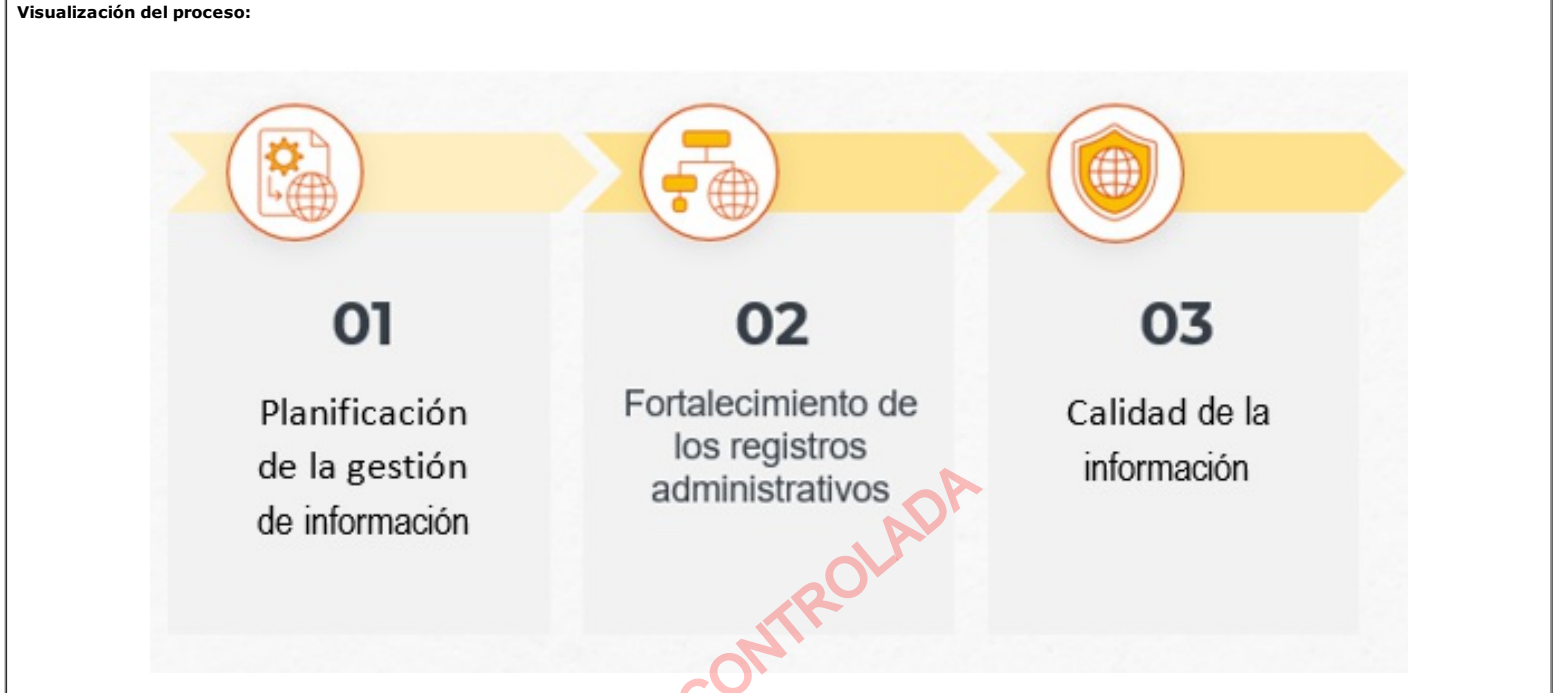 Visualización del proceso:
01
Planificación
de la gestión
de información
02
Fortalecimiento de
los registros
administrativos
03
Calidad de la
información
CONTROLADA